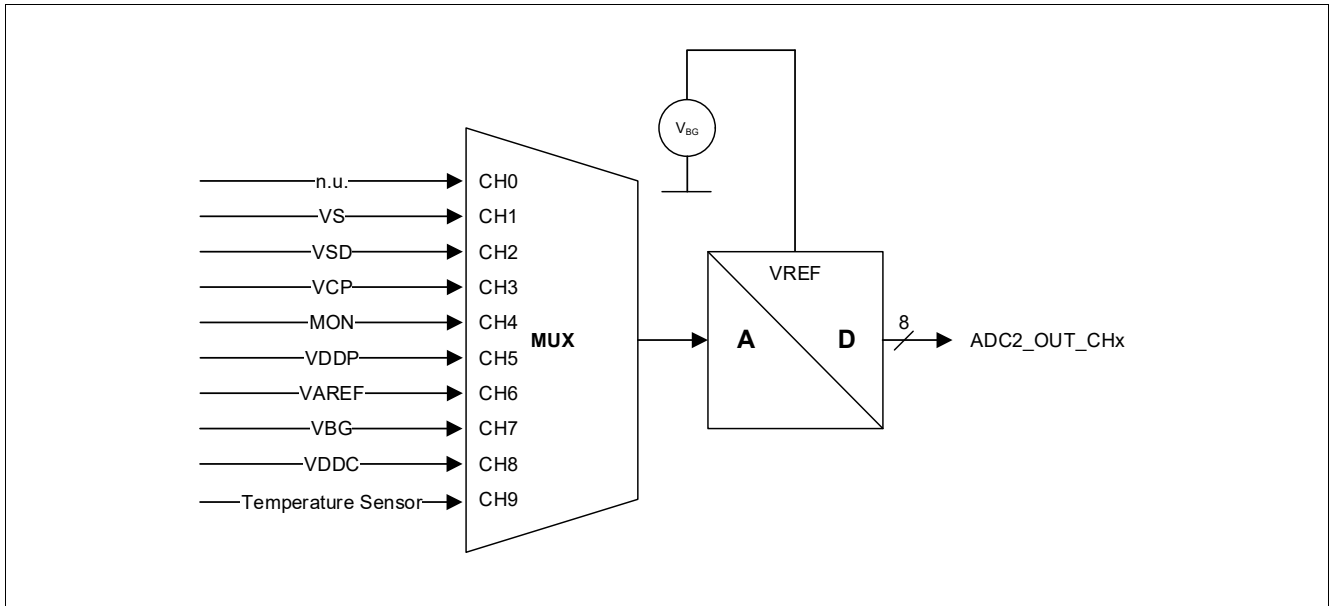 V_BG
n.u. CH0
VS CH1
VSD CH2
VREF
VCP CH3
8
MON CH4
MUX A D ADC2_OUT_CHx
VDDP CH5
VAREF CH6
VBG CH7
VDDC CH8
Temperature Sensor CH9